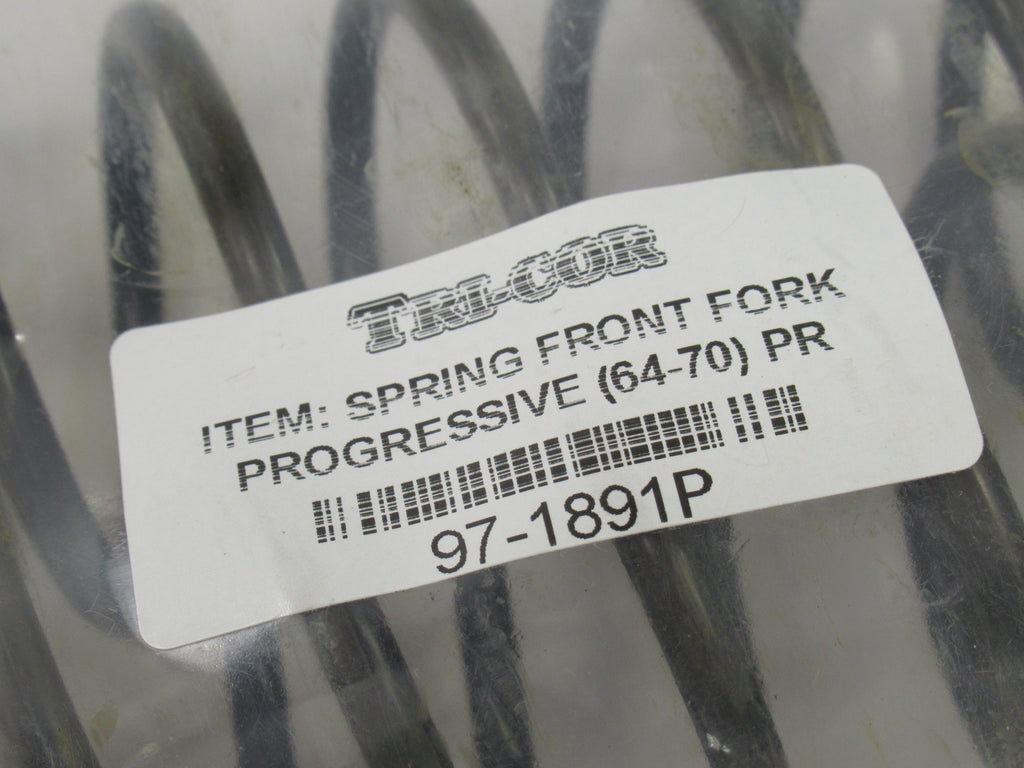 TRI-COR
ITEM: SPRING FRONT FORK
PROGRESSIVE (64-70) PR
97-1891P